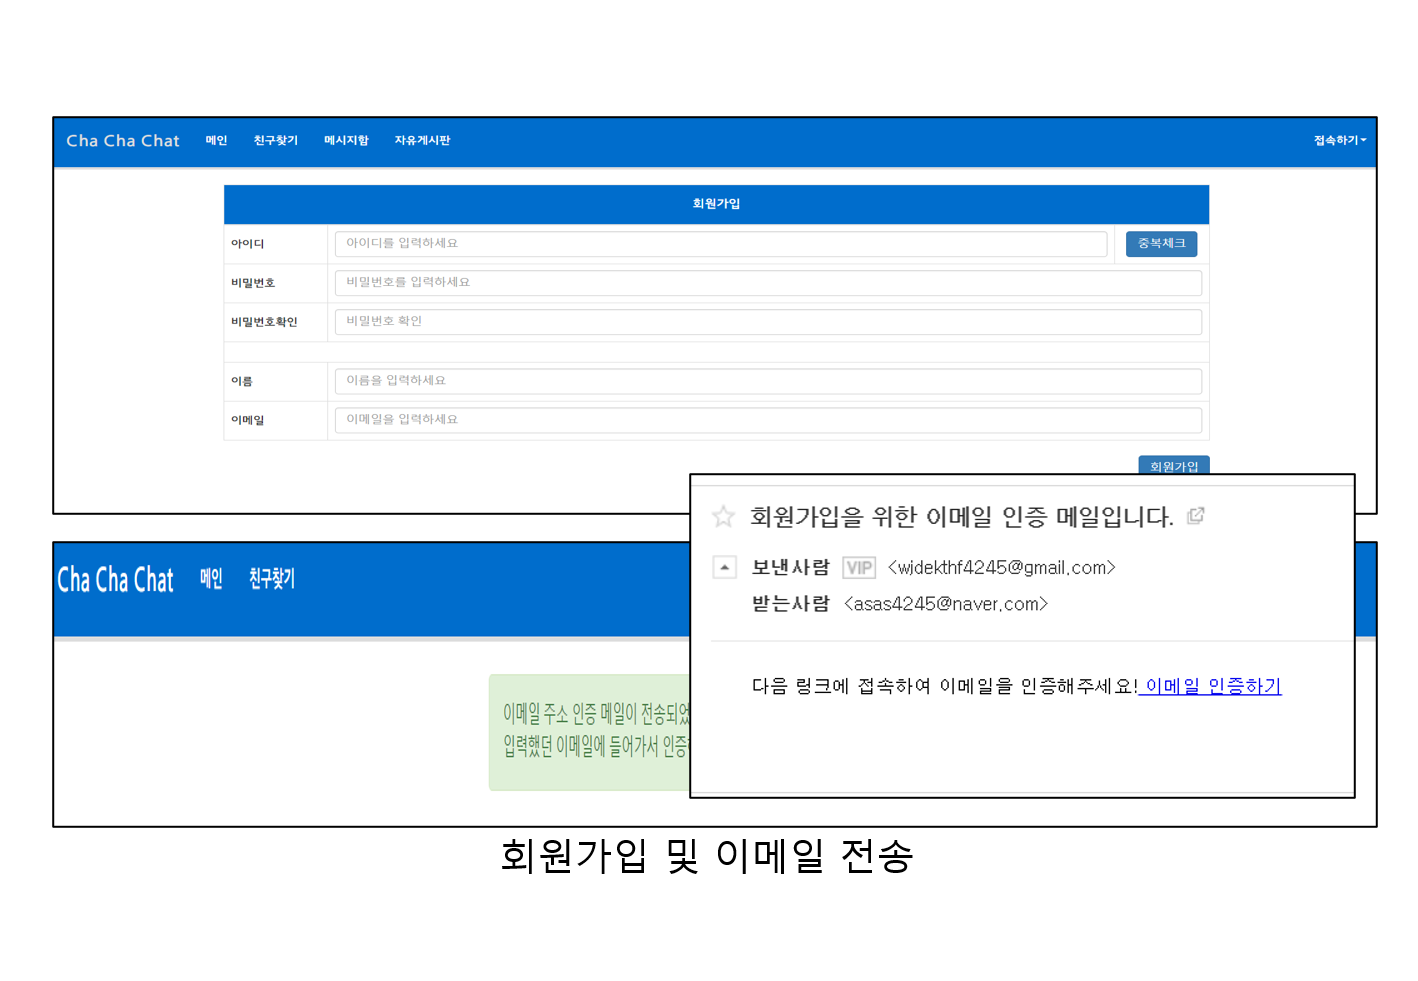 Cha Cha Chat 메인 친구찾기 메시지함 자유게시판 접속하기
회원가입
아이디 아이디를 입력하세요 중복체크
비밀번호 비밀번호를 입력하세요
비밀번호확인 비밀번호 확인
이름 이름을 입력하세요
이메일 이메일을 입력하세요
회원가입
회원가입을 위한 이메일 인증 메일입니다.
보낸사람 VIP <wjdekthf4245@gmail.com>
받는사람 <asas4245@naver.com>
다음 링크에 접속하여 이메일을 인증해주세요! 이메일 인증하기
Cha Cha Chat 메인 친구찾기
이메일 주소 인증 메일이 전송되었
입력했던 이메일에 들어가서 인증
회원가입 및 이메일 전송